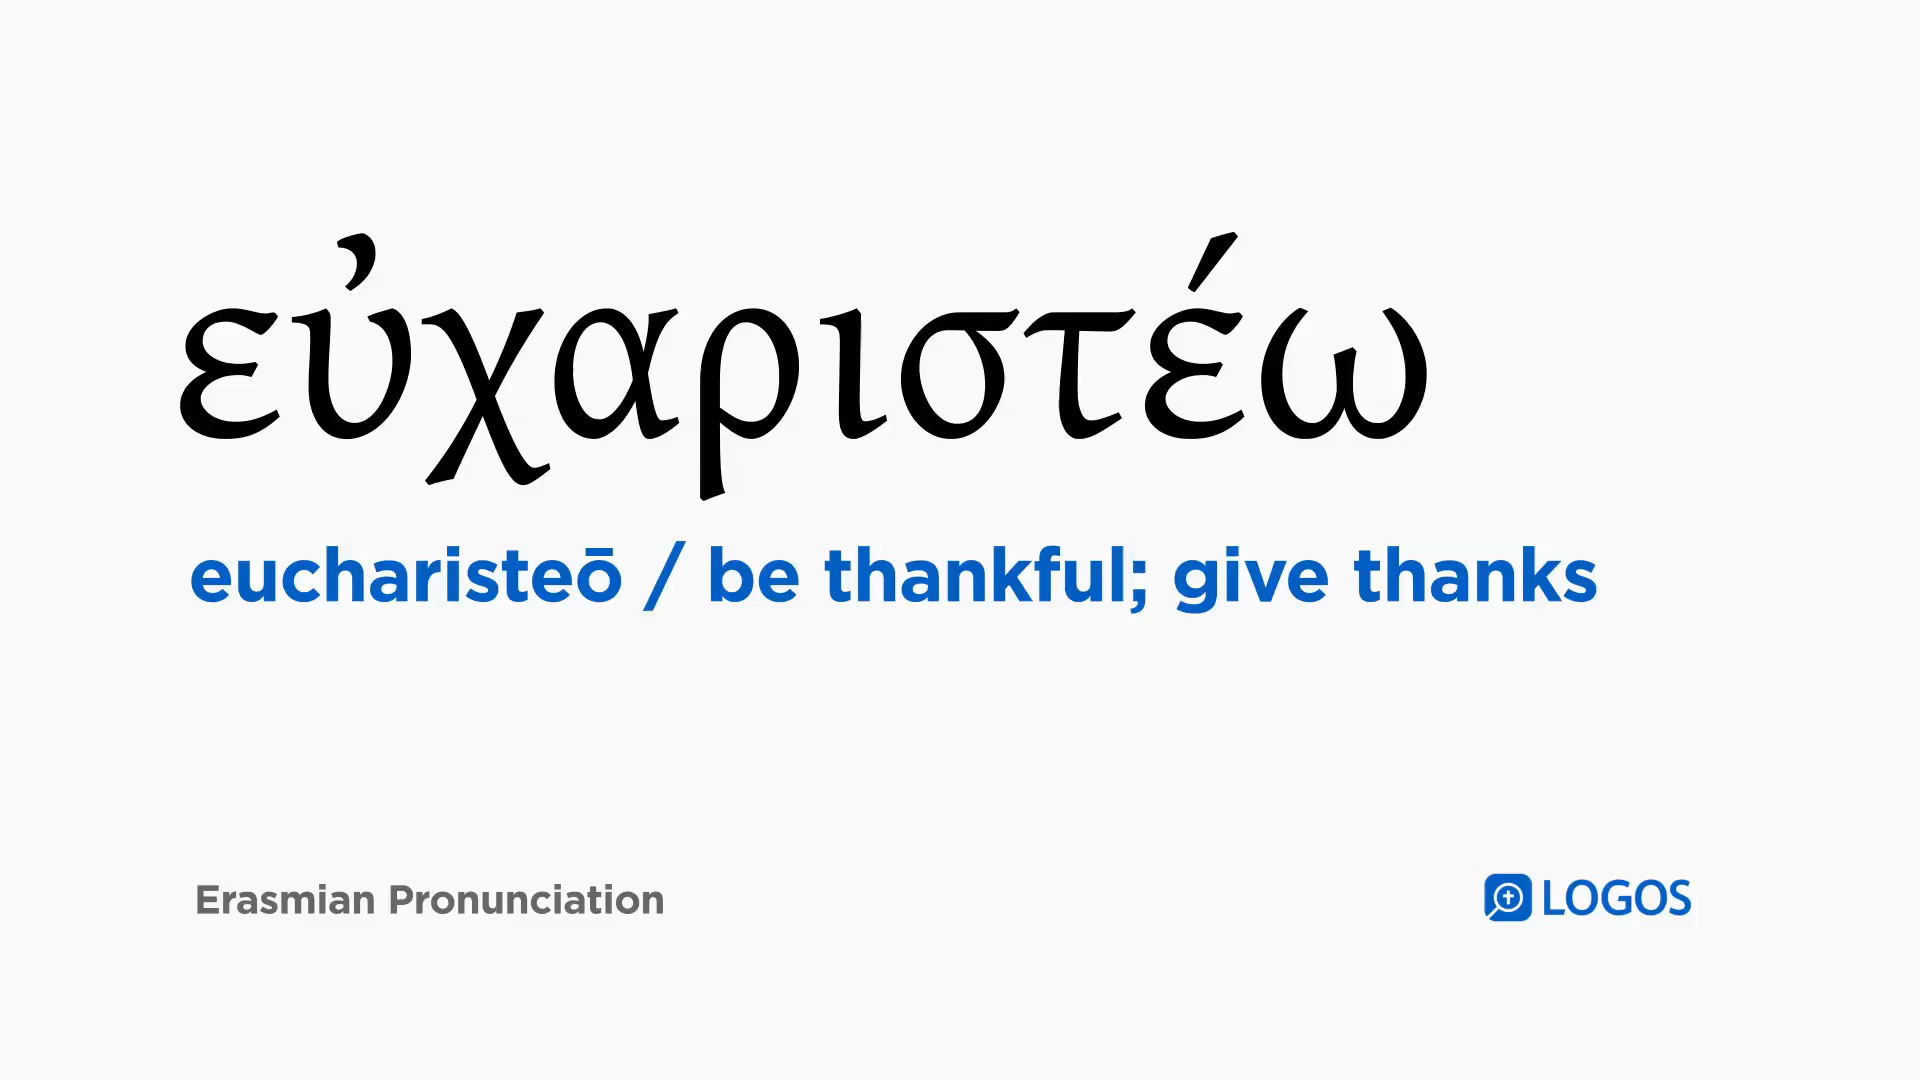 εὐχαριστέω
eucharisteō / be thankful; give thanks
Erasmian Pronunciation
LOGOS